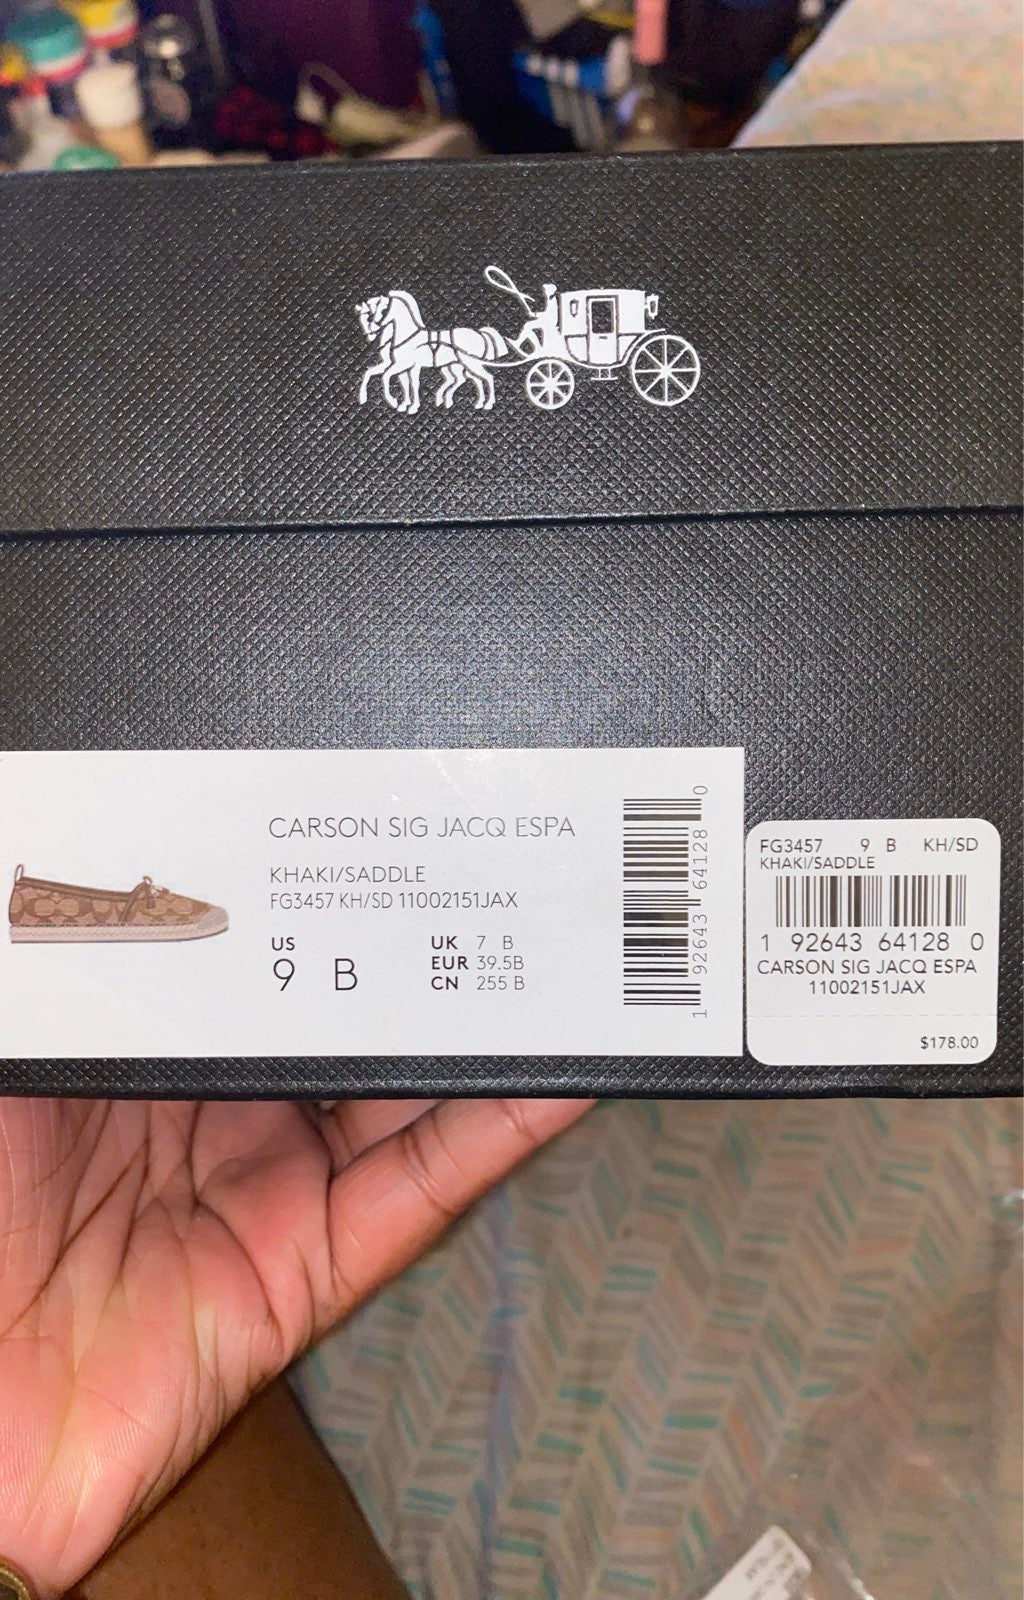 CARSON SIG JACQ ESPA
KHAKI/SADDLE
FG3457 KH/SD 11002151JAX
US
9 B
UK 7 B
EUR 39.5B
CN 255 B
1 92643 64128 0
FG3457 9 B KH/SD
KHAKI/SADDLE
1 92643 64128 0
CARSON SIG JACQ ESPA
11002151JAX
$178.00